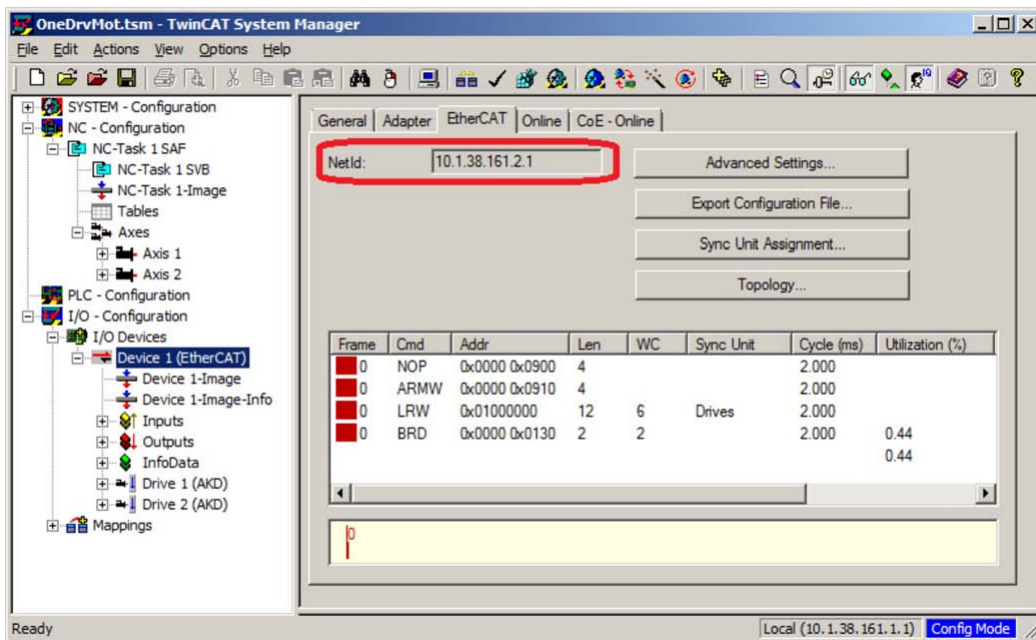 OneDrvMot.tsm - TwinCAT System Manager
File Edit Actions View Options Help
SYSTEM - Configuration
NC - Configuration
NC-Task 1 SAF
NC-Task 1 SVB
NC-Task 1-Image
Tables
Axes
Axis 1
Axis 2
PLC - Configuration
I/O - Configuration
I/O Devices
Device 1 (EtherCAT)
Device 1-Image
Device 1-Image-Info
Inputs
Outputs
InfoData
Drive 1 (AKD)
Drive 2 (AKD)
Mappings
General Adapter EtherCAT Online CoE - Online
NetId: 10.1.38.161.2.1
Advanced Settings...
Export Configuration File...
Sync Unit Assignment...
Topology...
Frame Cmd Addr Len WC Sync Unit Cycle (ms) Utilization (%)
0 NOP 0x0000 0x0900 4 2.000
0 ARMW 0x0000 0x0910 4 2.000
0 LRW 0x01000000 12 6 Drives 2.000
0 BRD 0x0000 0x0130 2 2 2.000 0.44
0.44
0
Ready Local (10.1.38.161.1.1) Config Mode